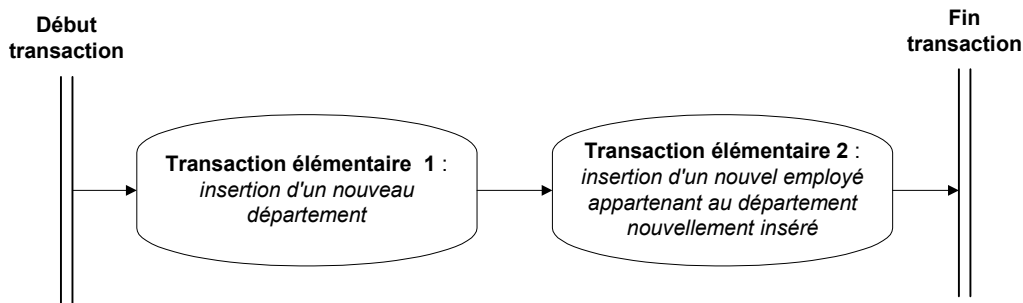 Début
transaction
Transaction élémentaire 1 :
insertion d'un nouveau
département
Transaction élémentaire 2 :
insertion d'un nouvel employé
appartenant au département
nouvellement inséré
Fin
transaction